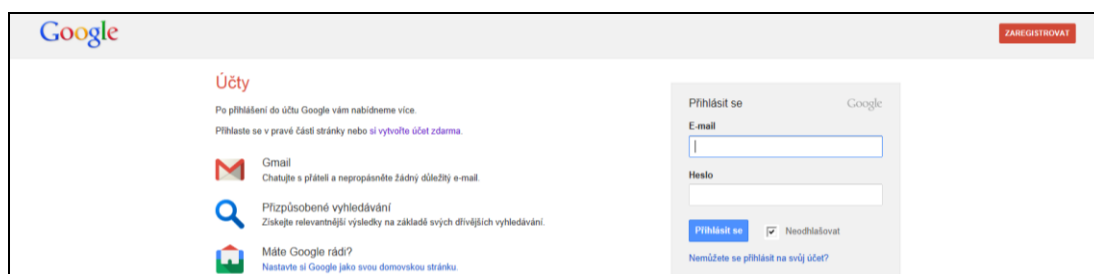 Google
ZAREGISTROVAT
Účty
Po přihlášení do účtu Google vám nabídneme více.
Přihlaste se v pravé části stránky nebo si vytvořte účet zdarma.
Gmail
Chatujte s přáteli a nepropásněte žádný důležitý e-mail.
Přizpůsobené vyhledávání
Získejte relevantnější výsledky na základě svých dřívějších vyhledávání.
Máte Google rádi?
Nastavte si Google jako svou domovskou stránku.
Přihlásit se Google
E-mail
Heslo
Přihlásit se Neodhlašovat
Nemůžete se přihlásit na svůj účet?